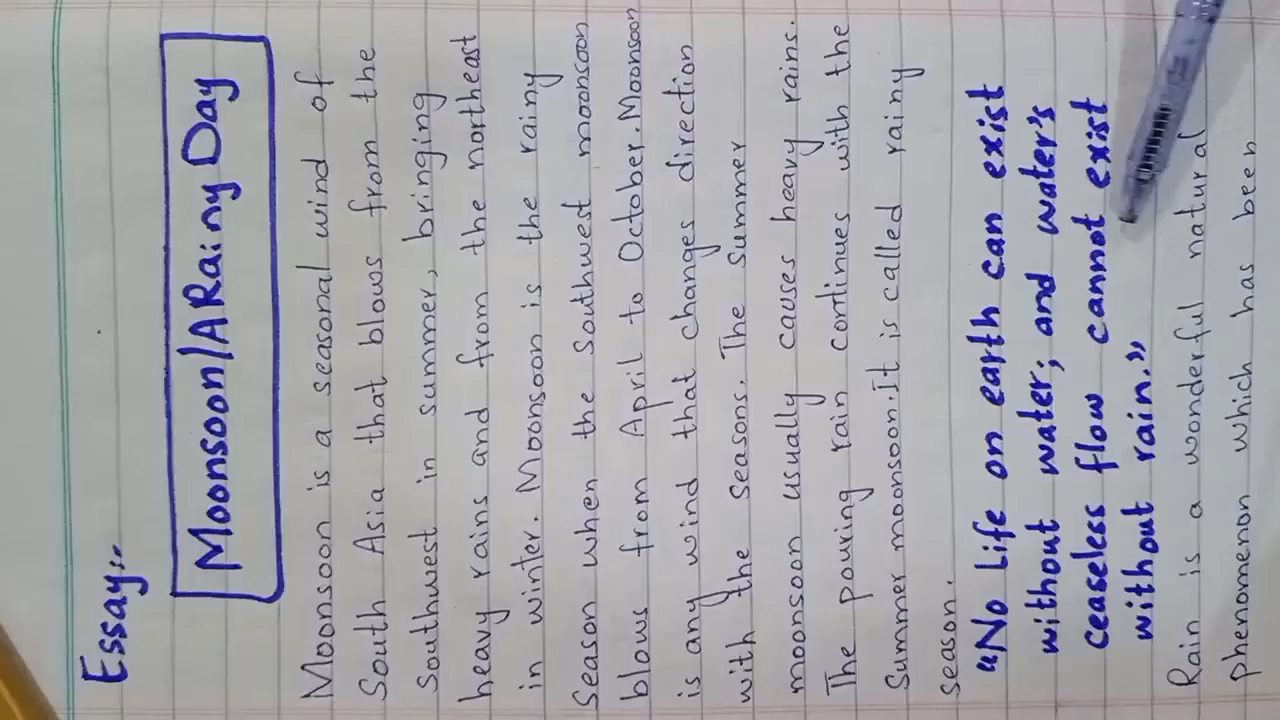 Essay:-
Moonsoon/A Rainy Day
Moonsoon is a seasonal wind of
South Asia that blows from the
southwest in summer, bringing
heavy rains and from the northeast
in winter. Moonsoon is the rainy
Season when the southwest moonsoon
blows from April to October. Moonsoon
is any wind that changes direction
with the seasons. The summer
moonsoon usually causes heavy rains.
The pouring rain continues with the
Summer moonsoon. It is called rainy
season.
"No Life on earth can exist
without water; and water's
ceaseless flow cannot exist
without rain."
Rain is a wonderful natural
phenomenon which has been